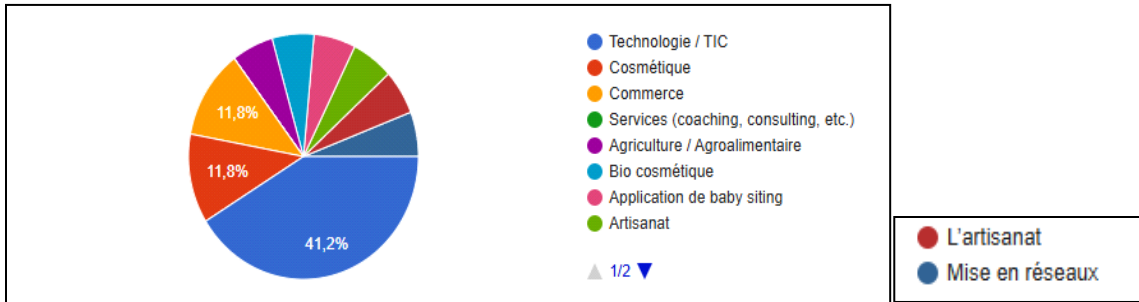 11,8%
11,8%
41,2%
Technologie / TIC
Cosmétique
Commerce
Services (coaching, consulting, etc.)
Agriculture / Agroalimentaire
Bio cosmétique
Application de baby siting
Artisanat
1/2
L'artisanat
Mise en réseaux